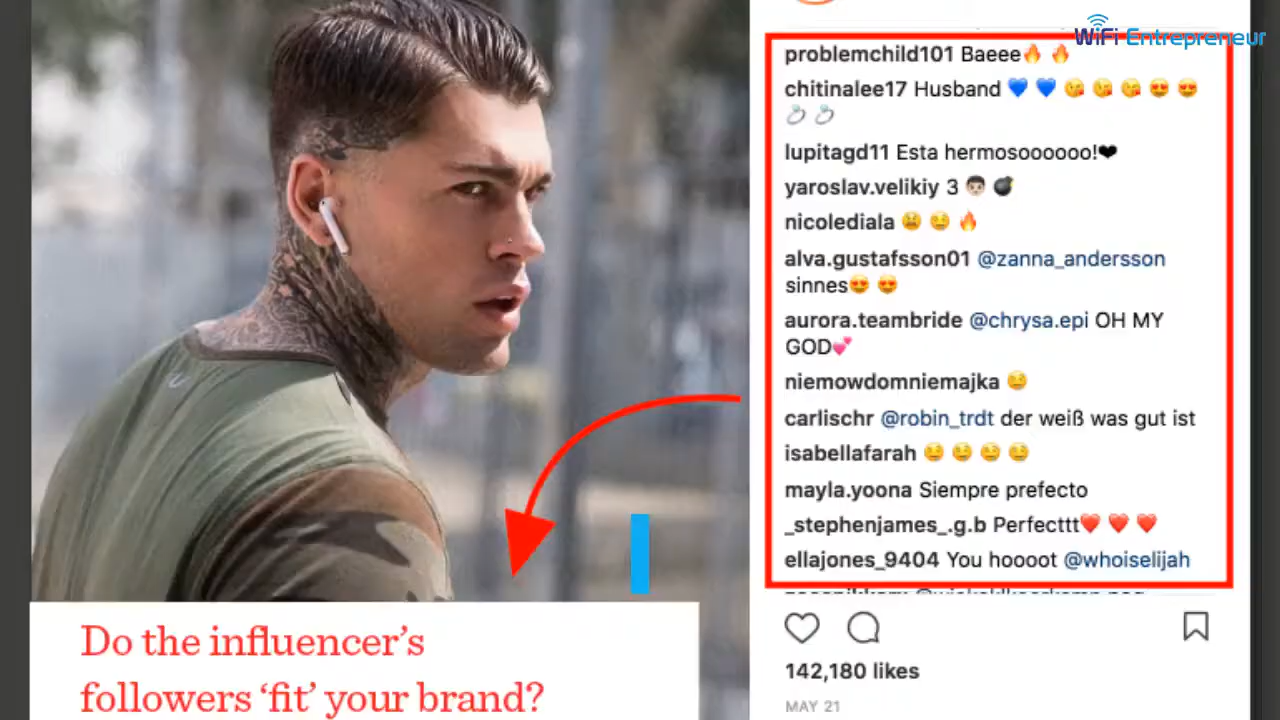 WiFi Entrepreneur
problemchild101 Baeee🔥 🔥
chitinalee17 Husband 💙 💙 😘 😘 😘 😍 😍
💍 💍
lupitagd11 Esta hermosoooooo!❤
yaroslav.velikiy 3 👦🏻 💣
nicolediala 😫 😏 🔥
alva.gustafsson01 @zanna_andersson
sinnes😍 😍
aurora.teambride @chrysa.epi OH MY
GOD💕
niemowdomniemajka 😏
carlischr @robin_trdt der weiß was gut ist
isabellafarah 😏 😏 😏 😏
mayla.yoona Siempre prefecto
_stephenjames_.g.b Perfecttt❤️ ❤️ ❤️
ellajones_9404 You hoooot @whoiselijah
142,180 likes
MAY 21
Do the influencer’s
followers ‘fit’ your brand?